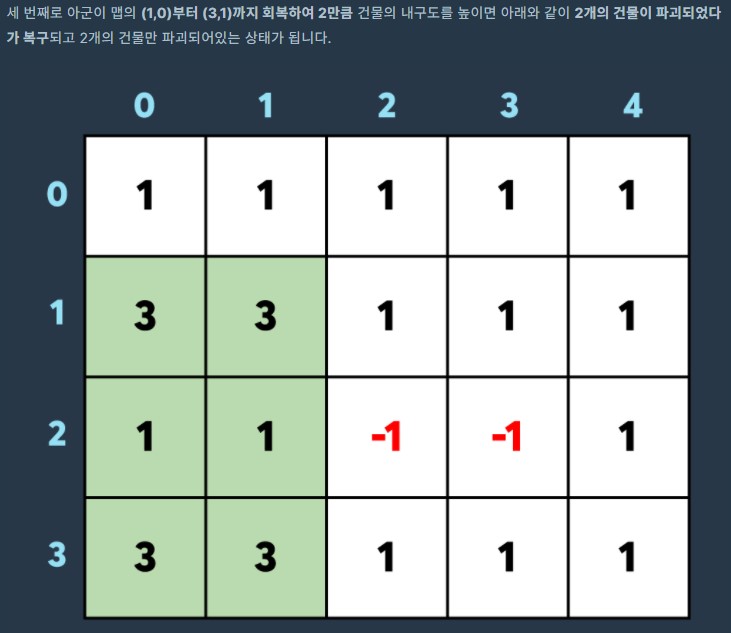 세 번째로 아군이 맵의 (1,0)부터 (3,1)까지 회복하여 2만큼 건물의 내구도를 높이면 아래와 같이 2개의 건물이 파괴되었다
가 복구되고 2개의 건물만 파괴되어있는 상태가 됩니다.
0 1 2 3 4
0 1 1 1 1 1
1 3 3 1 1 1
2 1 1 -1 -1 1
3 3 3 1 1 1